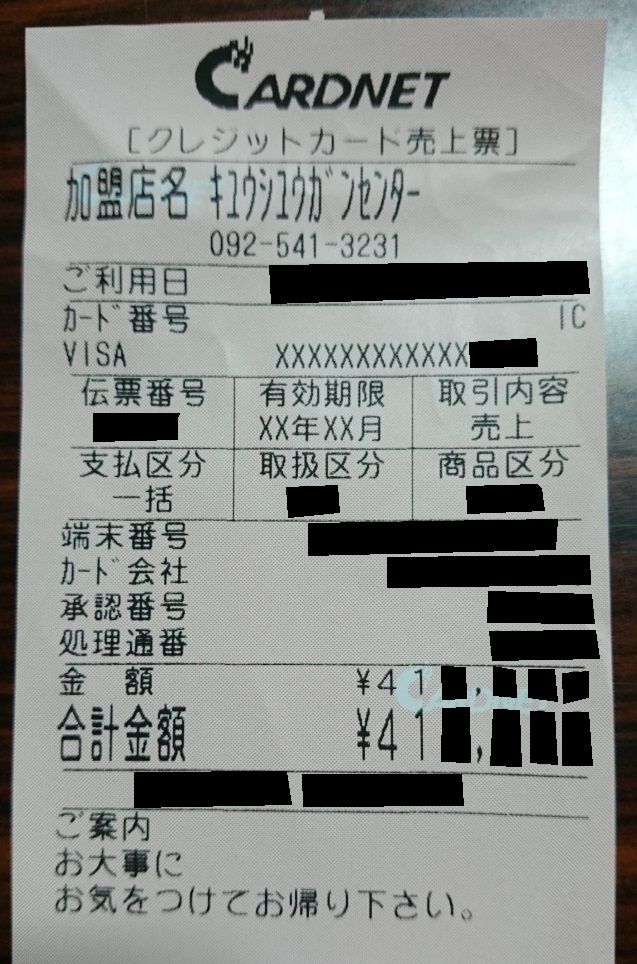 CARDNET
[クレジットカード売上票]
加盟店名 ｷﾕｳｼﾕｳｶﾞﾝｾﾝﾀｰ
092-541-3231
ご利用日
ｶｰﾄﾞ番号 IC
VISA XXXXXXXXXXXX
伝票番号 有効期限 取引内容
XX年XX月 売上
支払区分 取扱区分 商品区分
一括
端末番号
ｶｰﾄﾞ会社
承認番号
処理通番
金 額 ¥41 ,
合計金額 ¥41 ,
ご案内
お大事に
お気をつけてお帰り下さい。